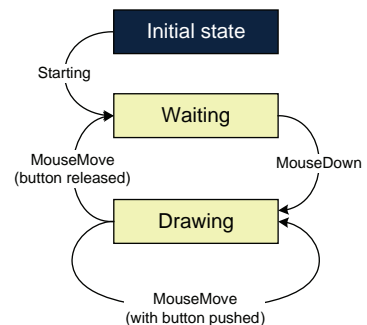 Initial state
Starting
Waiting
MouseMove
(button released)
MouseDown
Drawing
MouseMove
(with button pushed)